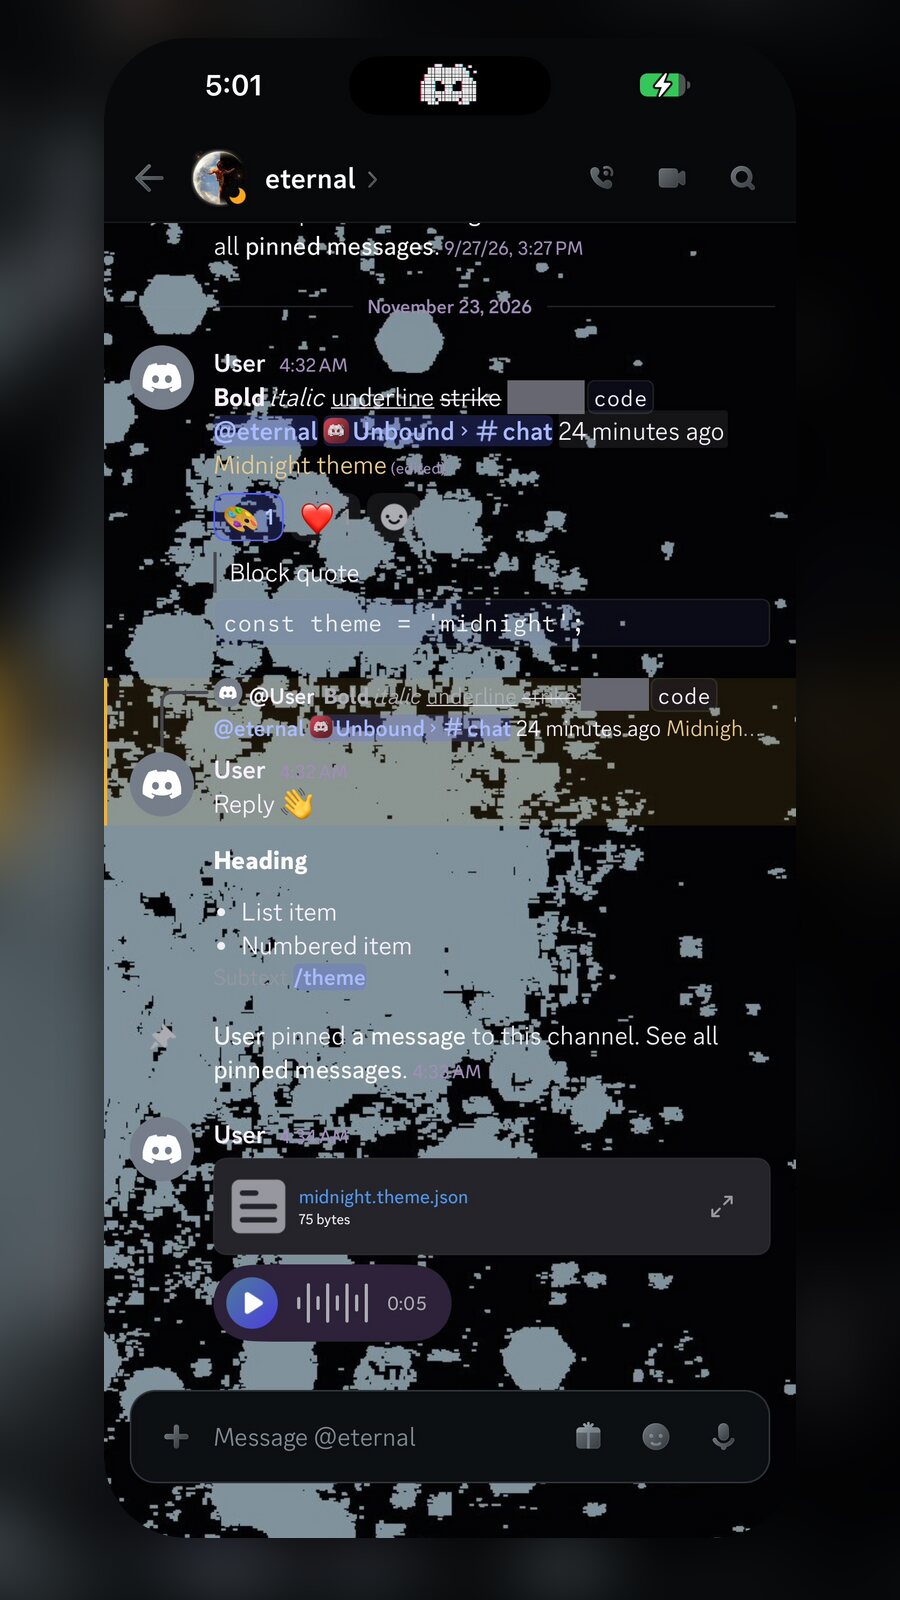 5:01
eternal
all pinned messages. 9/27/26, 3:27 PM
November 23, 2026
User 4:32 AM
Bold italic underline strike code
@eternal Unbound › # chat 24 minutes ago
Midnight theme (edited)
1
Block quote
const theme = 'midnight';
@User Bold italic underline strike code
@eternal Unbound › # chat 24 minutes ago Midnigh...
User 4:32 AM
Reply
Heading
• List item
• Numbered item
Subtext /theme
User pinned a message to this channel. See all
pinned messages. 4:32 AM
User 4:34 AM
midnight.theme.json
75 bytes
0:05
Message @eternal